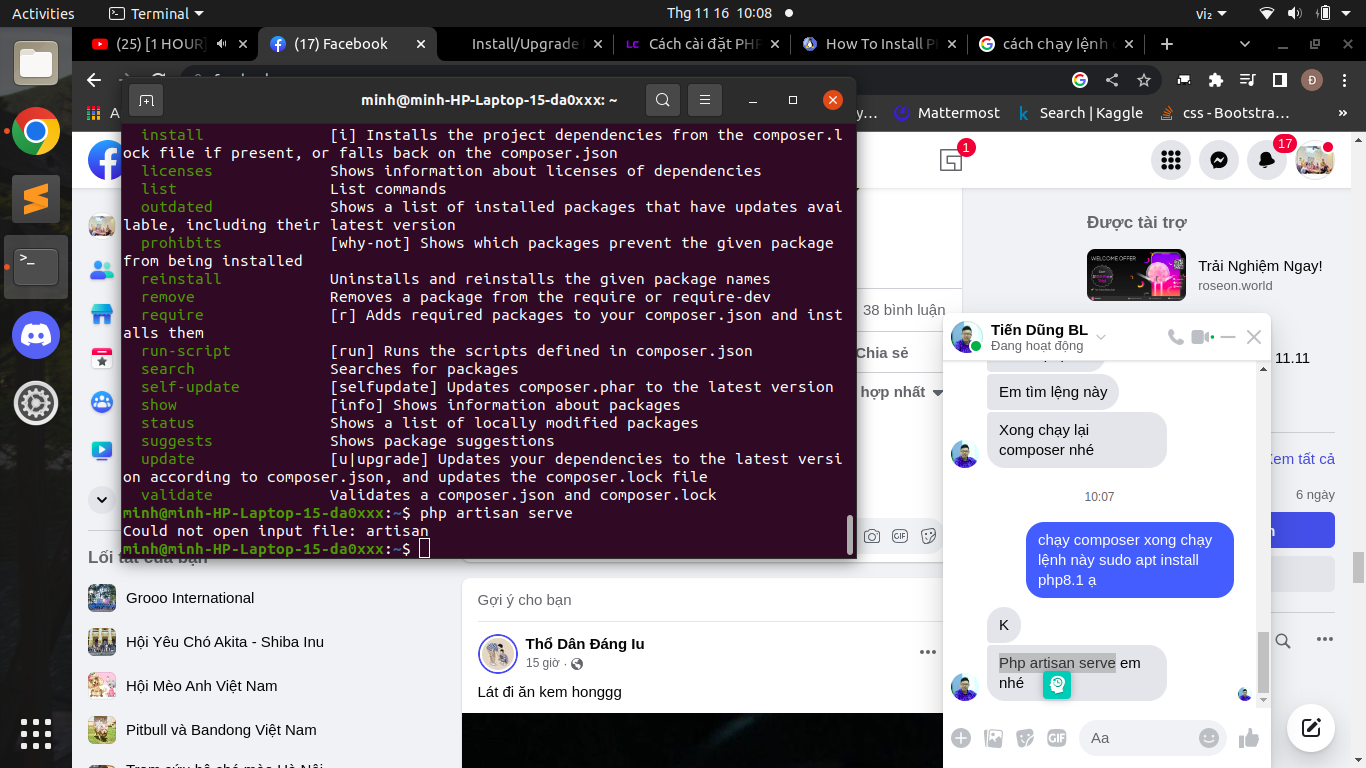 Activities
Terminal
Thg 11 16 10:08
vi₂
(25) [1 HOUR]
(17) Facebook
Install/Upgrade
Cách cài đặt PHP
How To Install P
cách chạy lệnh
Đ
A
y…
Mattermost
Search | Kaggle
css - Bootstra…
»
minh@minh-HP-Laptop-15-da0xxx: ~
install [i] Installs the project dependencies from the composer.l
ock file if present, or falls back on the composer.json
licenses Shows information about licenses of dependencies
list List commands
outdated Shows a list of installed packages that have updates avai
lable, including their latest version
prohibits [why-not] Shows which packages prevent the given package
from being installed
reinstall Uninstalls and reinstalls the given package names
remove Removes a package from the require or require-dev
require [r] Adds required packages to your composer.json and inst
alls them
run-script [run] Runs the scripts defined in composer.json
search Searches for packages
self-update [selfupdate] Updates composer.phar to the latest version
show [info] Shows information about packages
status Shows a list of locally modified packages
suggests Shows package suggestions
update [u|upgrade] Updates your dependencies to the latest versi
on according to composer.json, and updates the composer.lock file
validate Validates a composer.json and composer.lock
minh@minh-HP-Laptop-15-da0xxx:~$ php artisan serve
Could not open input file: artisan
minh@minh-HP-Laptop-15-da0xxx:~$
1
17
38 bình luận
Chia sẻ
hợp nhất
GIF
Lối tắt của bạn
Grooo International
Hội Yêu Chó Akita - Shiba Inu
Hội Mèo Anh Việt Nam
Pitbull và Bandong Việt Nam
Gợi ý cho bạn
Thổ Dân Đáng Iu
15 giờ ·
Lát đi ăn kem honggg
Được tài trợ
WELCOME OFFER
Trải Nghiệm Ngay!
roseon.world
11.11
Xem tất cả
6 ngày
Tiến Dũng BL
Đang hoạt động
Em tìm lệng này
Xong chạy lại
composer nhé
10:07
chạy composer xong chạy
lệnh này sudo apt install
php8.1 ạ
K
Php artisan serve em
nhé
GIF
Aa